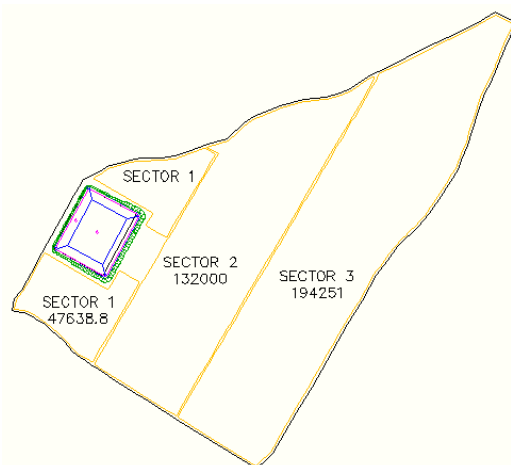 SECTOR 1
SECTOR 2
132000
SECTOR 3
194251
SECTOR 1
47638.8